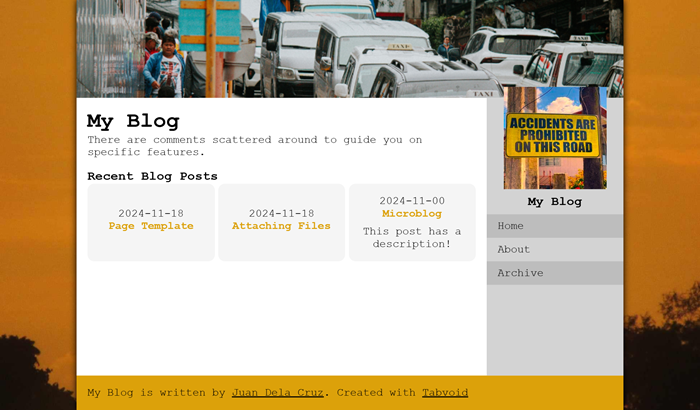 TAXI
TAXI
TAXI
My Blog
There are comments scattered around to guide you on
specific features.
Recent Blog Posts
2024-11-18
Page Template
2024-11-18
Attaching Files
2024-11-00
Microblog
This post has a
description!
ACCIDENTS ARE
PROHIBITED
ON THIS ROAD
My Blog
Home
About
Archive
My Blog is written by Juan Dela Cruz. Created with Tabvoid